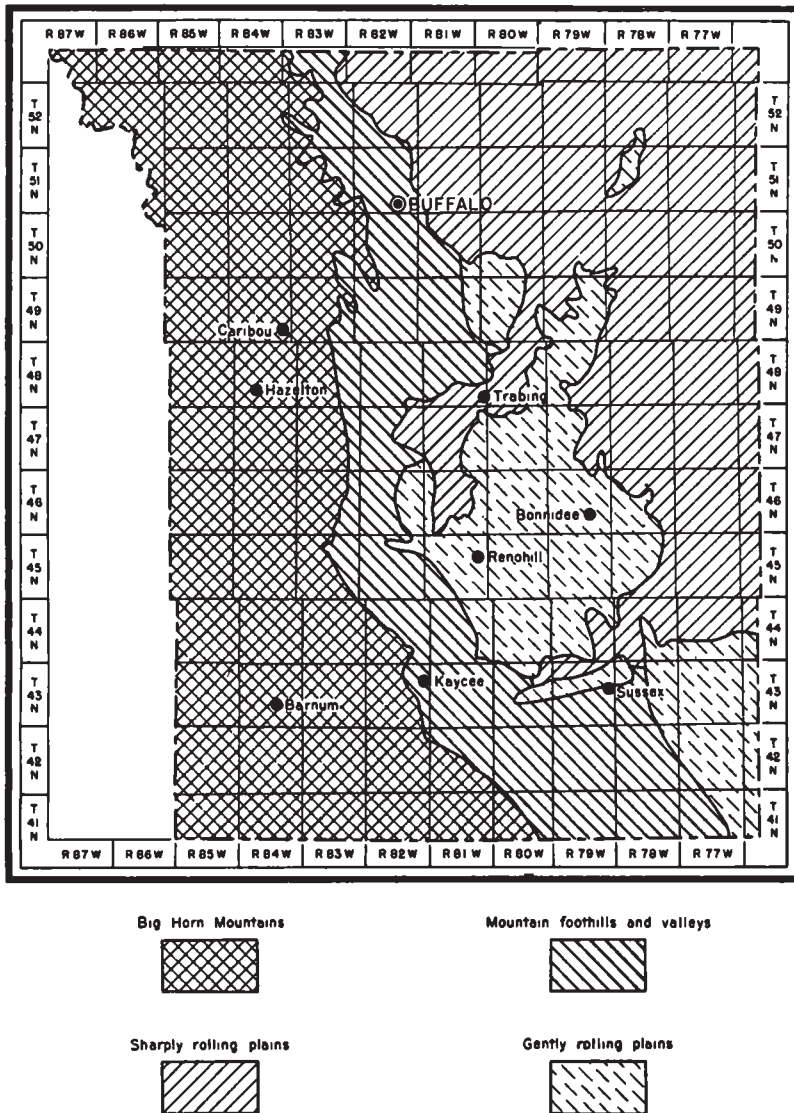 R 87 W R 86 W R 85 W R 84 W R 83 W R 82 W R 81 W R 80 W R 79 W R 78 W R 77 W
T 52 N T 52 N
T 51 N T 51 N
BUFFALO
T 50 N T 50 N
T 49 N T 49 N
Caribou
T 48 N T 48 N
Hazelton Trabing
T 47 N T 47 N
T 46 N T 46 N
Bonnidee
T 45 N T 45 N
Renohill
T 44 N T 44 N
Kaycee
T 43 N T 43 N
Sussex
Barnum
T 42 N T 42 N
T 41 N T 41 N
R 87 W R 86 W R 85 W R 84 W R 83 W R 82 W R 81 W R 80 W R 79 W R 78 W R 77 W
Big Horn Mountains Mountain foothills and valleys
Sharply rolling plains Gently rolling plains